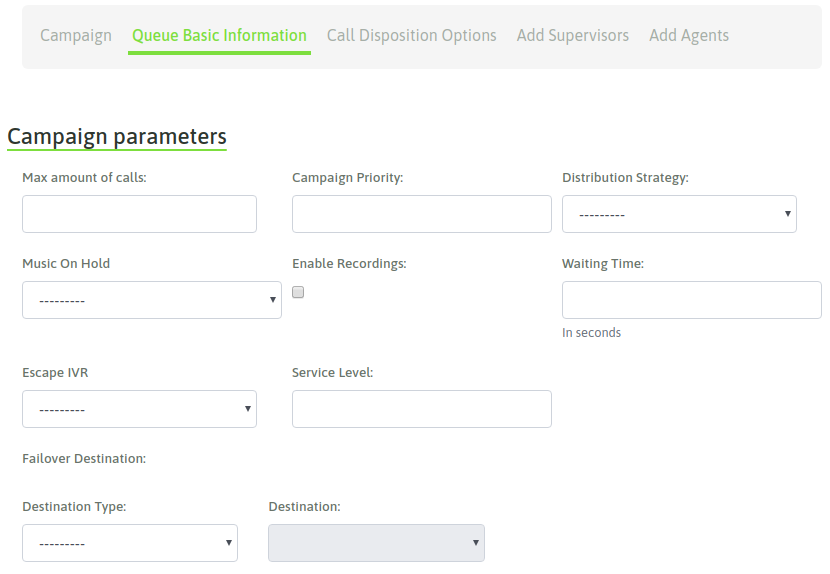 Campaign Queue Basic Information Call Disposition Options Add Supervisors Add Agents
Campaign parameters
Max amount of calls: Campaign Priority: Distribution Strategy:
---------
Music On Hold Enable Recordings: Waiting Time:
---------
In seconds
Escape IVR Service Level:
---------
Failover Destination:
Destination Type: Destination:
---------